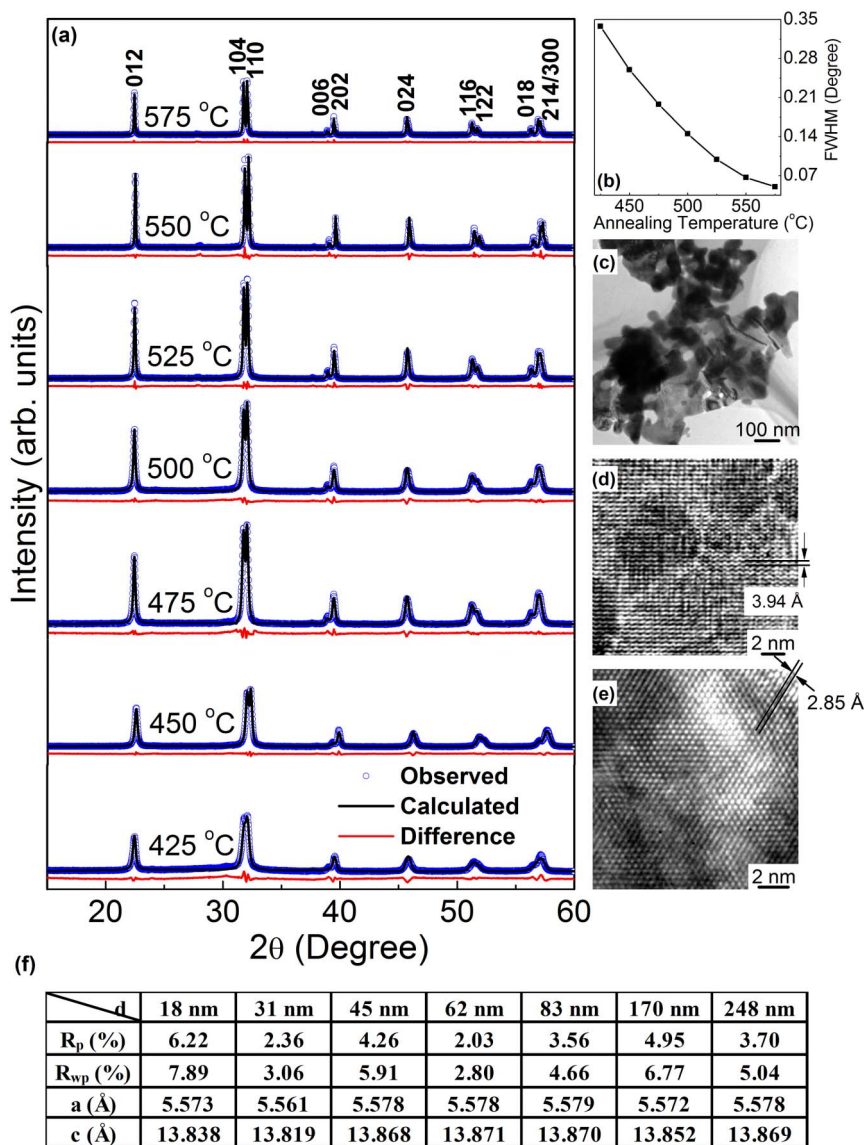 (a)
012
104
110
006
202
024
116
122
018
214/300
575 °C
550 °C
525 °C
500 °C
475 °C
450 °C
425 °C
Observed
Calculated
Difference
Intensity (arb. units)
20 30 40 50 60
2θ (Degree)
0.35
0.28
0.21
0.14
0.07
FWHM (Degree)
(b)
450 500 550
Annealing Temperature (°C)
(c)
100 nm
(d)
3.94 Å
2 nm
(e)
2.85 Å
2 nm
(f)
d 18 nm 31 nm 45 nm 62 nm 83 nm 170 nm 248 nm
Rp (%) 6.22 2.36 4.26 2.03 3.56 4.95 3.70
Rwp (%) 7.89 3.06 5.91 2.80 4.66 6.77 5.04
a (Å) 5.573 5.561 5.578 5.578 5.579 5.572 5.578
c (Å) 13.838 13.819 13.868 13.871 13.870 13.852 13.869